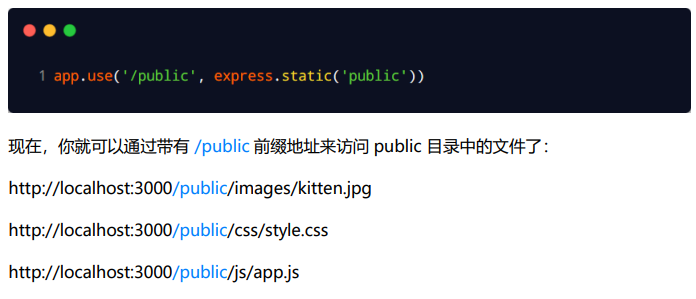 1 app.use('/public', express.static('public'))
现在，你就可以通过带有 /public 前缀地址来访问 public 目录中的文件了：
http://localhost:3000/public/images/kitten.jpg
http://localhost:3000/public/css/style.css
http://localhost:3000/public/js/app.js